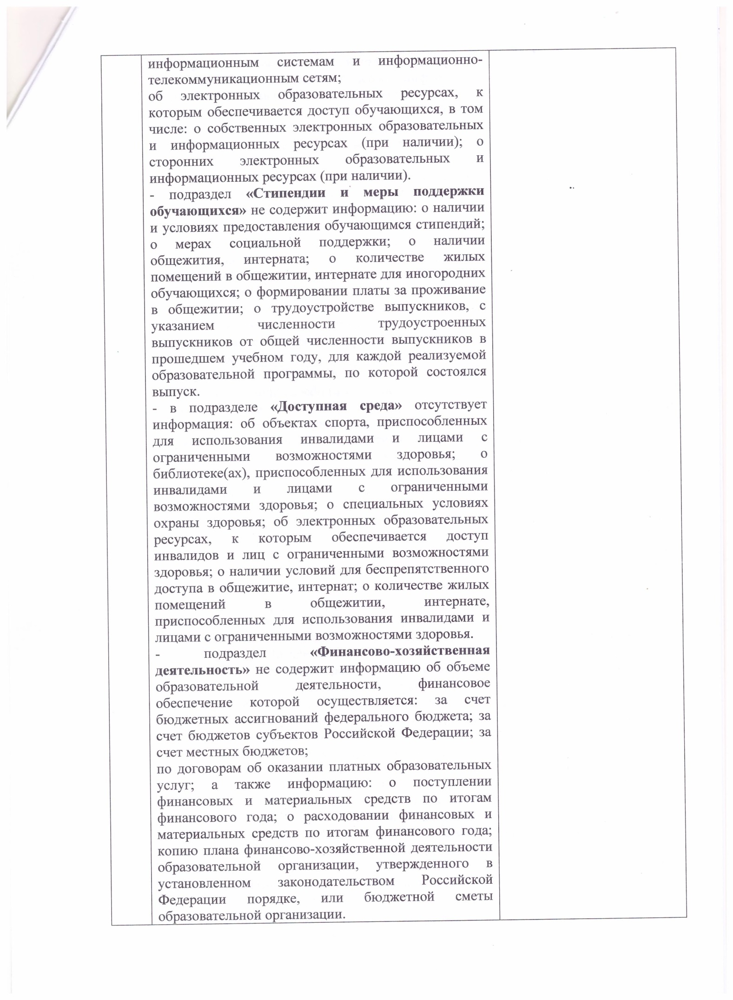 информационным системам и информационно-
телекоммуникационным сетям;
об электронных образовательных ресурсах, к
которым обеспечивается доступ обучающихся, в том
числе: о собственных электронных образовательных
и информационных ресурсах (при наличии); о
сторонних электронных образовательных и
информационных ресурсах (при наличии).
- подраздел «Стипендии и меры поддержки
обучающихся» не содержит информацию: о наличии
и условиях предоставления обучающимся стипендий;
о мерах социальной поддержки; о наличии
общежития, интерната; о количестве жилых
помещений в общежитии, интернате для иногородних
обучающихся; о формировании платы за проживание
в общежитии; о трудоустройстве выпускников, с
указанием численности трудоустроенных
выпускников от общей численности выпускников в
прошедшем учебном году, для каждой реализуемой
образовательной программы, по которой состоялся
выпуск.
- в подразделе «Доступная среда» отсутствует
информация: об объектах спорта, приспособленных
для использования инвалидами и лицами с
ограниченными возможностями здоровья; о
библиотеке(ах), приспособленных для использования
инвалидами и лицами с ограниченными
возможностями здоровья; о специальных условиях
охраны здоровья; об электронных образовательных
ресурсах, к которым обеспечивается доступ
инвалидов и лиц с ограниченными возможностями
здоровья; о наличии условий для беспрепятственного
доступа в общежитие, интернат; о количестве жилых
помещений в общежитии, интернате,
приспособленных для использования инвалидами и
лицами с ограниченными возможностями здоровья.
- подраздел «Финансово-хозяйственная
деятельность» не содержит информацию об объеме
образовательной деятельности, финансовое
обеспечение которой осуществляется: за счет
бюджетных ассигнований федерального бюджета; за
счет бюджетов субъектов Российской Федерации; за
счет местных бюджетов;
по договорам об оказании платных образовательных
услуг; а также информацию: о поступлении
финансовых и материальных средств по итогам
финансового года; о расходовании финансовых и
материальных средств по итогам финансового года;
копию плана финансово-хозяйственной деятельности
образовательной организации, утвержденного в
установленном законодательством Российской
Федерации порядке, или бюджетной сметы
образовательной организации.